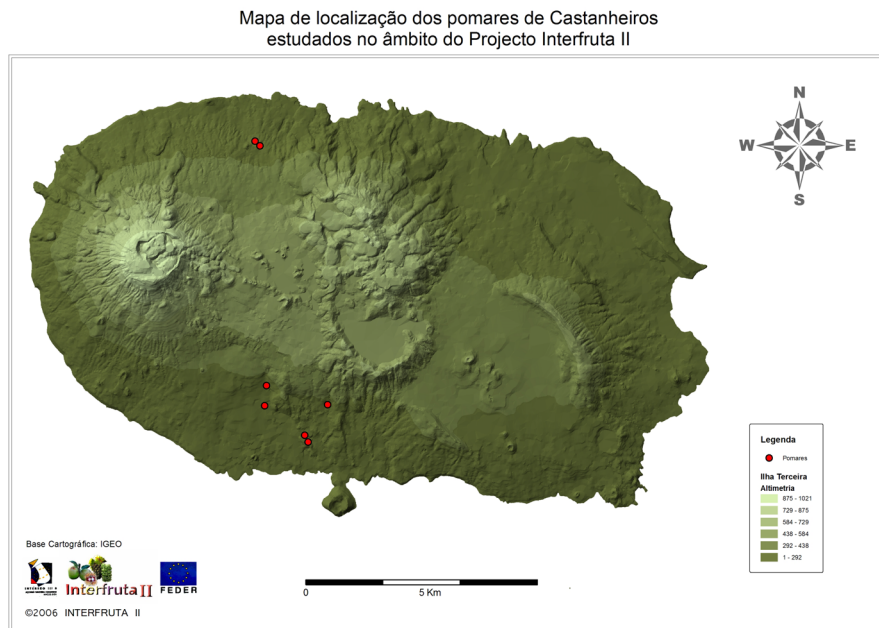 Mapa de localização dos pomares de Castanheiros
estudados no âmbito do Projecto Interfruta II
N
W E
S
Legenda
Pomares
Ilha Terceira
Altimetria
875 - 1021
729 - 875
584 - 729
438 - 584
292 - 438
1 - 292
Base Cartográfica: IGEO
Interfruta II
FEDER
0 5 Km
©2006 INTERFRUTA II